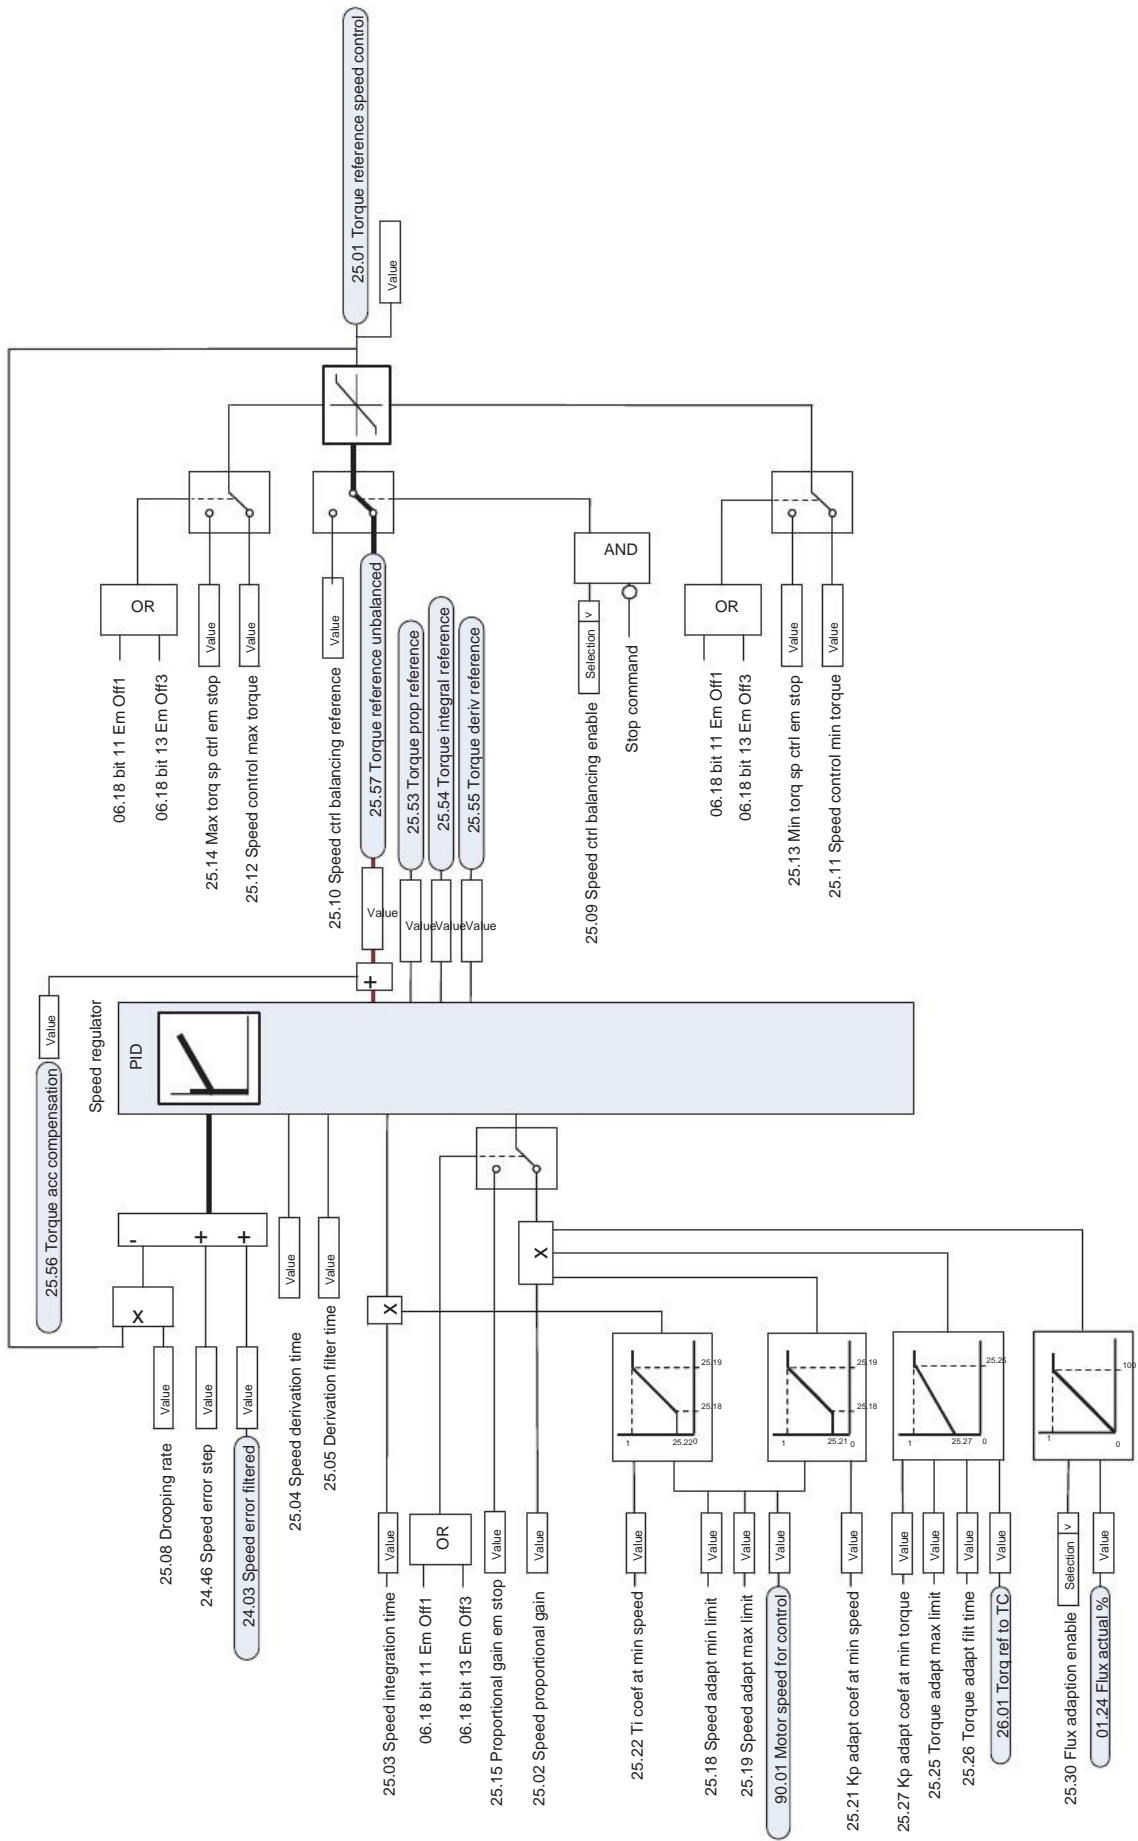 25.56 Torque acc compensation
Value
Speed regulator
PID
25.08 Drooping rate
Value
X
24.46 Speed error step
Value
24.03 Speed error filtered
Value
-
+
+
25.04 Speed derivation time
Value
25.05 Derivation filter time
Value
25.03 Speed integration time
Value
X
06.18 bit 11 Em Off1
06.18 bit 13 Em Off3
OR
25.15 Proportional gain em stop
Value
25.02 Speed proportional gain
Value
X
25.22 Ti coef at min speed
Value
1
25.22
0
25.18
25.19
25.18 Speed adapt min limit
Value
25.19 Speed adapt max limit
Value
90.01 Motor speed for control
Value
25.21 Kp adapt coef at min speed
Value
1
25.21
0
25.18
25.19
25.27 Kp adapt coef at min torque
Value
25.25 Torque adapt max limit
Value
25.26 Torque adapt filt time
Value
26.01 Torq ref to TC
Value
1
25.27
0
25.25
25.30 Flux adaption enable
Selection
v
01.24 Flux actual %
Value
1
0
100
06.18 bit 11 Em Off1
06.18 bit 13 Em Off3
OR
25.14 Max torq sp ctrl em stop
Value
25.12 Speed control max torque
Value
25.10 Speed ctrl balancing reference
Value
+
Value
25.57 Torque reference unbalanced
Value
25.53 Torque prop reference
Value
25.54 Torque integral reference
Value
25.55 Torque deriv reference
25.09 Speed ctrl balancing enable
Selection
v
Stop command
AND
06.18 bit 11 Em Off1
06.18 bit 13 Em Off3
OR
25.13 Min torq sp ctrl em stop
Value
25.11 Speed control min torque
Value
25.01 Torque reference speed control
Value